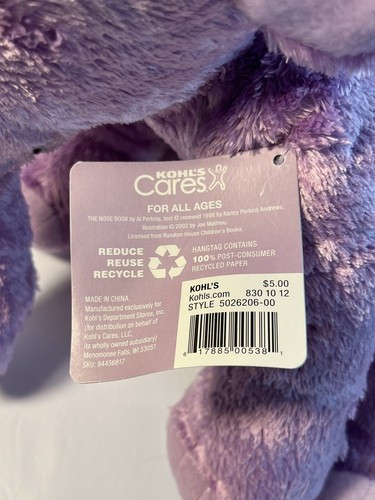 KOHL'S
Cares
FOR ALL AGES
THE NOSE BOOK by Al Perkins, text © renewed 1998 by Nancy Perkins Andrews,
Illustration © 2002 by Joe Mathieu.
Licensed from Random House Children's Books
REDUCE
REUSE
RECYCLE
HANGTAG CONTAINS
100% POST-CONSUMER
RECYCLED PAPER
MADE IN CHINA.
Manufactured exclusively for
Kohl's Department Stores, Inc.
(for distribution on behalf of
Kohl's Cares, LLC,
(a wholly owned subsidiary)
Menomonee Falls, WI 53051
SKU: 94456817
KOHL'S $5.00
Kohls.com 830 10 12
STYLE 5026206-00
6 17885 00538 1